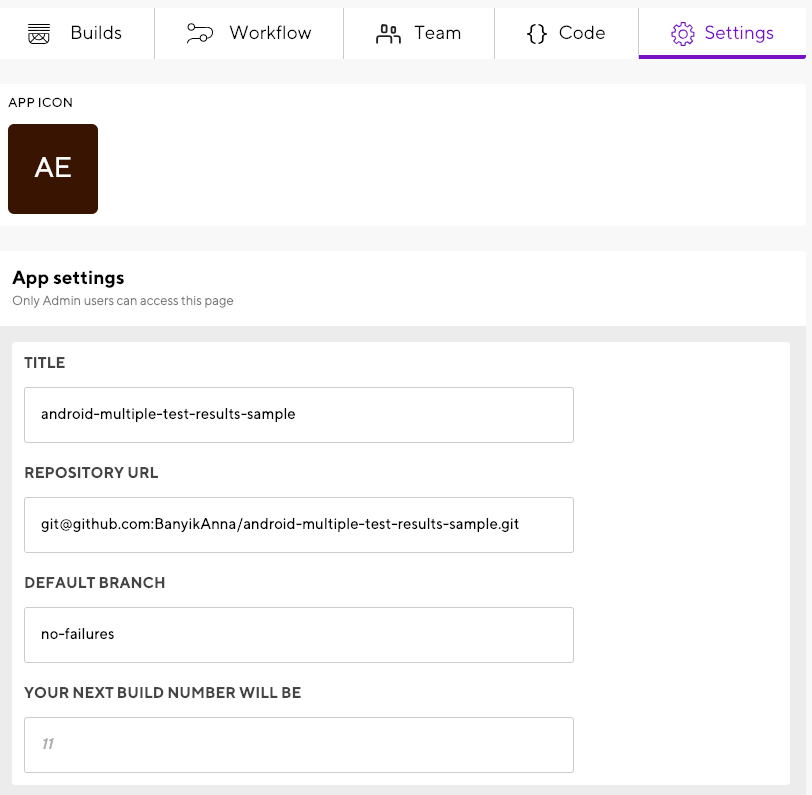 Builds Workflow Team {} Code Settings
APP ICON
AE
App settings
Only Admin users can access this page
TITLE
android-multiple-test-results-sample
REPOSITORY URL
git@github.com:BanyikAnna/android-multiple-test-results-sample.git
DEFAULT BRANCH
no-failures
YOUR NEXT BUILD NUMBER WILL BE
11